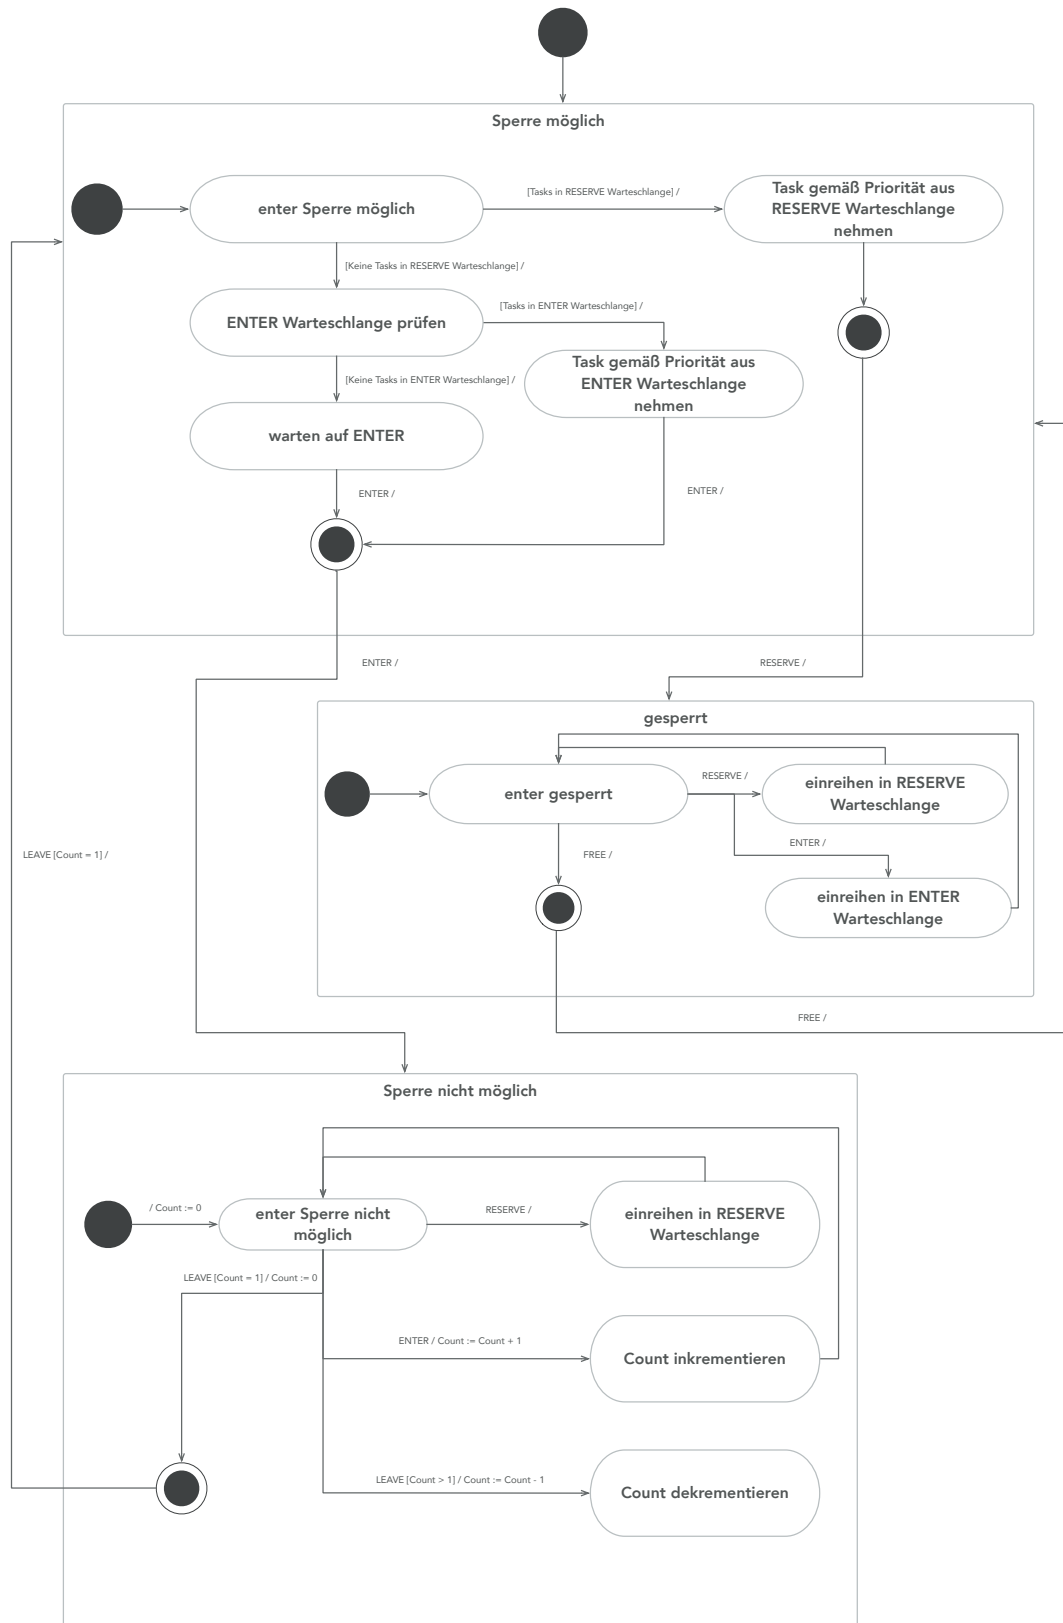 Sperre möglich
enter Sperre möglich
[Tasks in RESERVE Warteschlange] /
Task gemäß Priorität aus
RESERVE Warteschlange
nehmen
[Keine Tasks in RESERVE Warteschlange] /
ENTER Warteschlange prüfen
[Tasks in ENTER Warteschlange] /
Task gemäß Priorität aus
ENTER Warteschlange
nehmen
[Keine Tasks in ENTER Warteschlange] /
warten auf ENTER
ENTER /
ENTER /
ENTER /
RESERVE /
gesperrt
enter gesperrt
RESERVE /
einreihen in RESERVE
Warteschlange
ENTER /
FREE /
einreihen in ENTER
Warteschlange
LEAVE [Count = 1] /
FREE /
Sperre nicht möglich
/ Count := 0
enter Sperre nicht
möglich
RESERVE /
einreihen in RESERVE
Warteschlange
LEAVE [Count = 1] / Count := 0
ENTER / Count := Count + 1
Count inkrementieren
LEAVE [Count > 1] / Count := Count - 1
Count dekrementieren